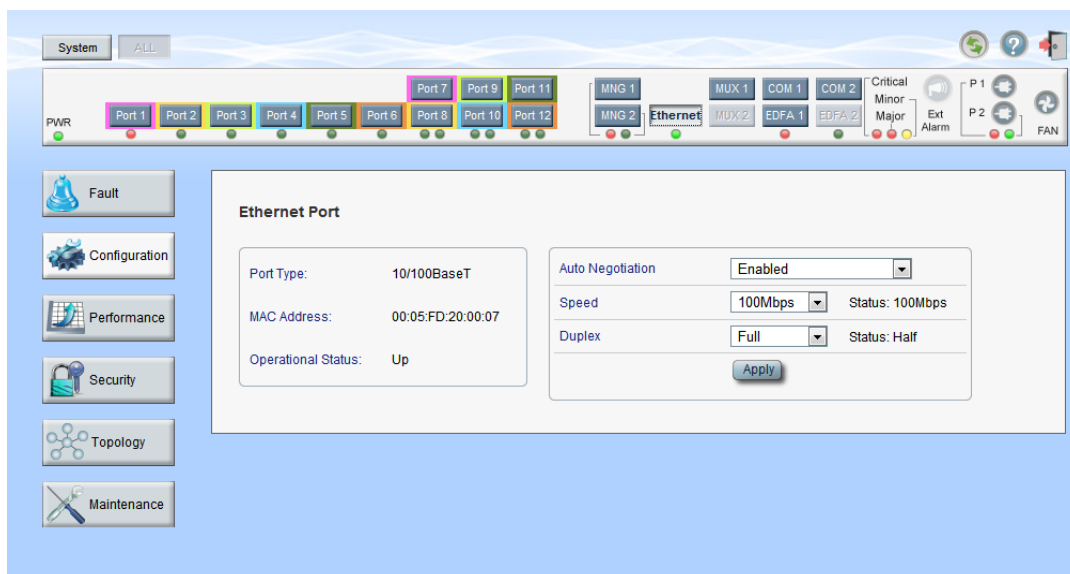 System ALL
Port 7 Port 9 Port 11 MNG 1 MUX 1 COM 1 COM 2 Critical P 1
Minor
PWR Port 1 Port 2 Port 3 Port 4 Port 5 Port 6 Port 8 Port 10 Port 12 MNG 2 Ethernet MUX 2 EDFA 1 EDFA 2 Major Ext Alarm P 2 FAN
Fault
Configuration
Performance
Security
Topology
Maintenance
Ethernet Port
Port Type: 10/100BaseT
MAC Address: 00:05:FD:20:00:07
Operational Status: Up
Auto Negotiation Enabled
Speed 100Mbps Status: 100Mbps
Duplex Full Status: Half
Apply